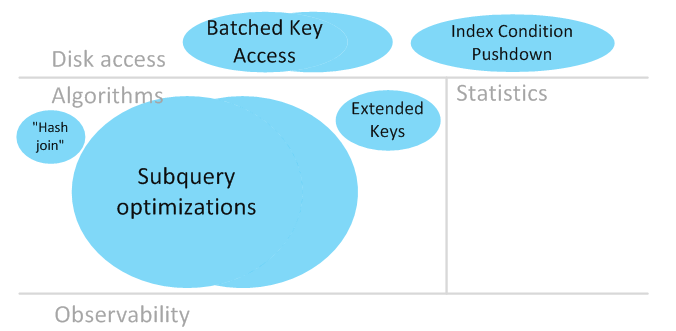 Batched Key
Access
Index Condition
Pushdown
Disk access
Algorithms
Statistics
"Hash
join"
Extended
Keys
Subquery
optimizations
Observability